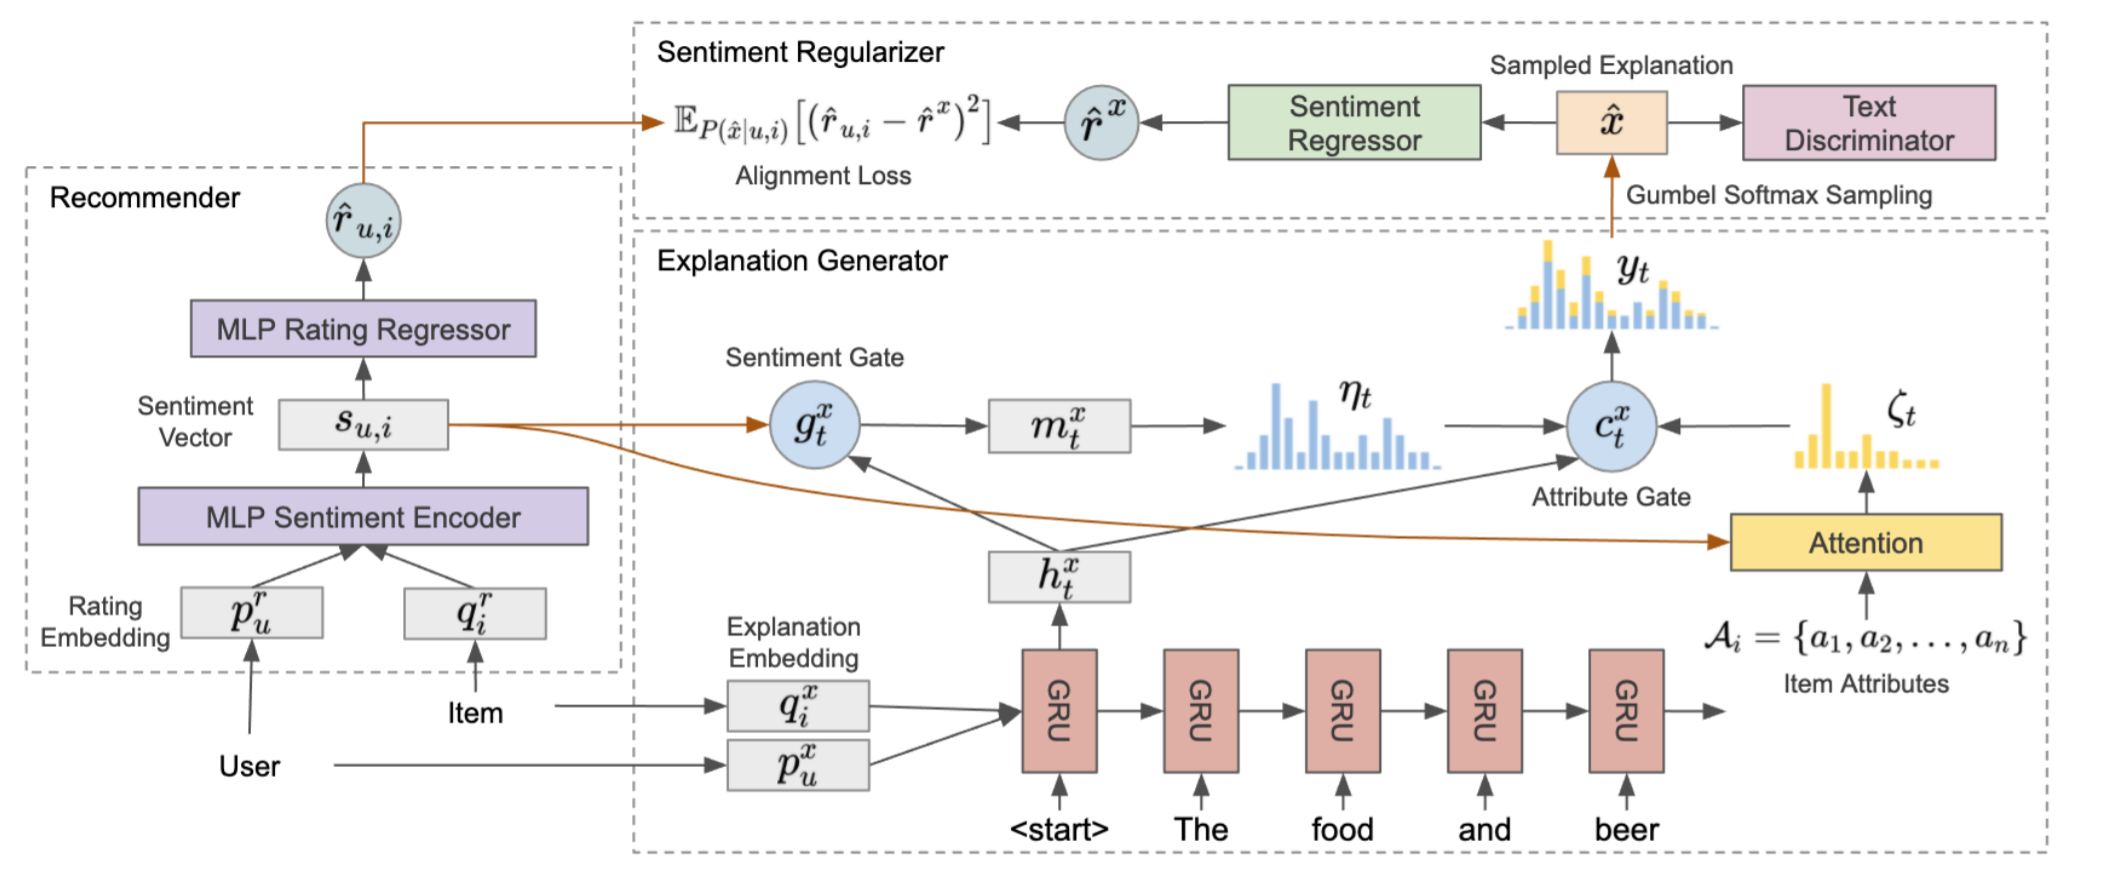 Sentiment Regularizer
Sampled Explanation
𝔼_{P(x̂|u,i)}[(r̂_{u,i} − r̂^x)^2]
r̂^x
Sentiment
Regressor
x̂
Text
Discriminator
Alignment Loss
Gumbel Softmax Sampling
Recommender
r̂_{u,i}
MLP Rating Regressor
Sentiment
Vector
s_{u,i}
MLP Sentiment Encoder
Rating
Embedding
p_u^r
q_i^r
Item
User
Explanation Generator
y_t
Sentiment Gate
g_t^x
m_t^x
η_t
c_t^x
ζ_t
Attribute Gate
Attention
h_t^x
𝒜_i = {a_1, a_2, . . . , a_n}
Item Attributes
Explanation
Embedding
q_i^x
p_u^x
GRU
GRU
GRU
GRU
GRU
<start>
The
food
and
beer